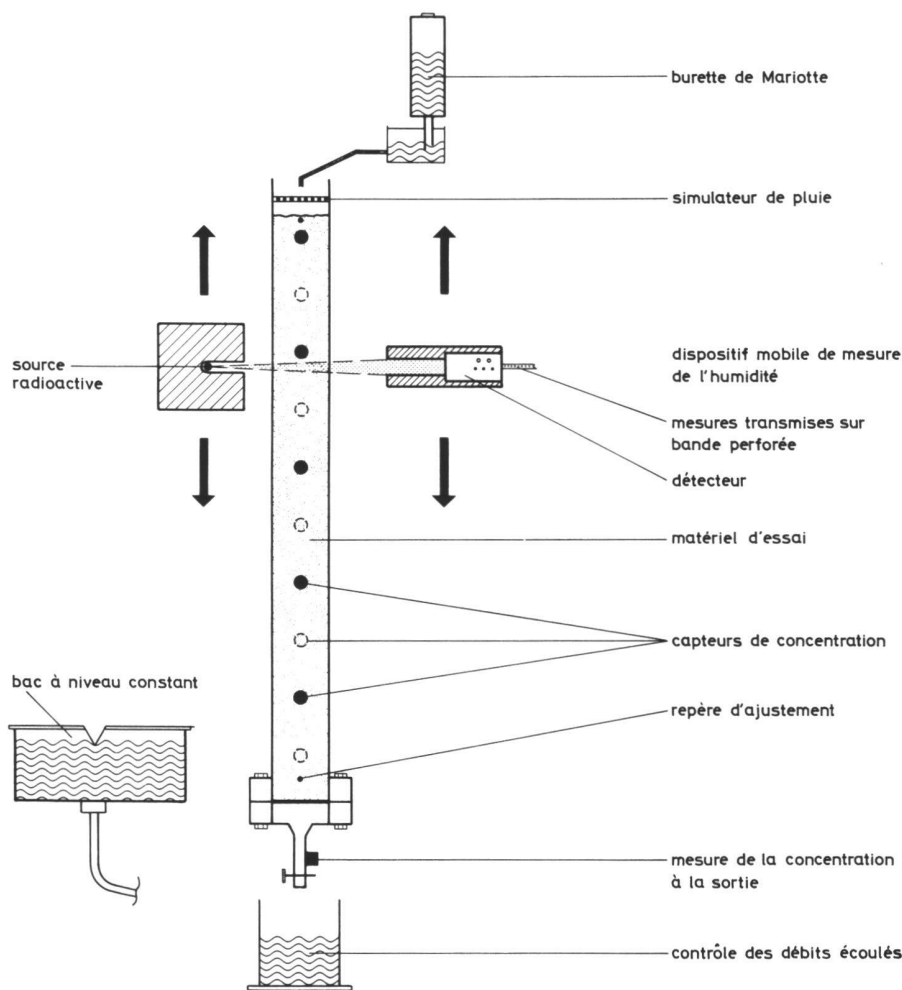 burette de Mariotte
simulateur de pluie
source
radioactive
dispositif mobile de mesure
de l'humidité
mesures transmises sur
bande perforée
détecteur
matériel d'essai
capteurs de concentration
bac à niveau constant
repère d'ajustement
mesure de la concentration
à la sortie
contrôle des débits écoulés